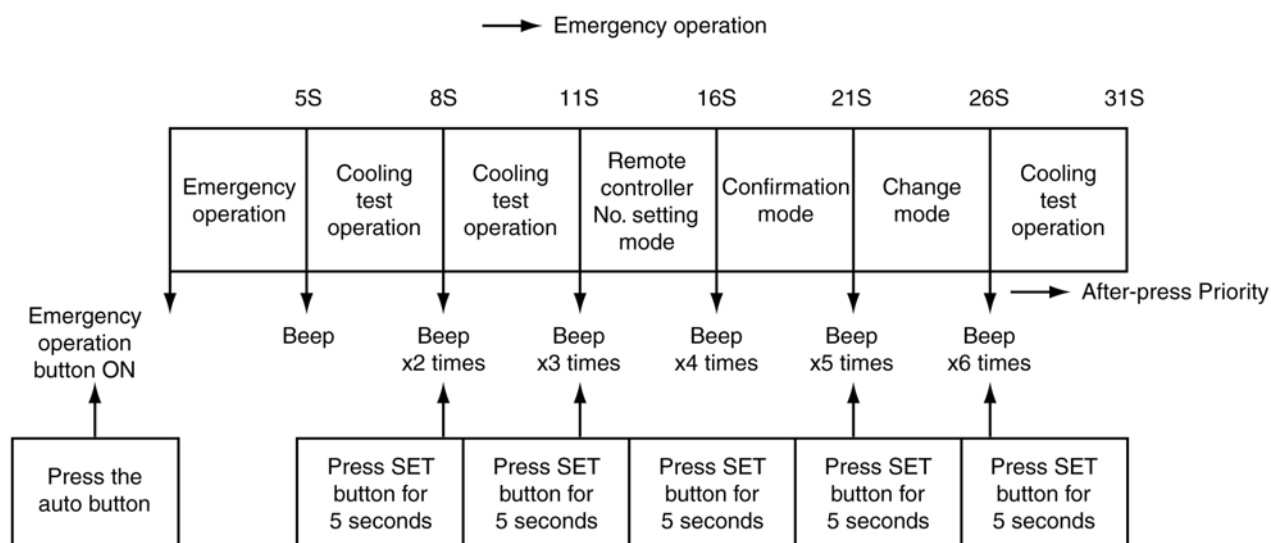 Emergency operation
5S 8S 11S 16S 21S 26S 31S
Emergency
operation
Cooling
test
operation
Cooling
test
operation
Remote
controller
No. setting
mode
Confirmation
mode
Change
mode
Cooling
test
operation
After-press Priority
Emergency
operation
button ON
Beep
Beep
x2 times
Beep
x3 times
Beep
x4 times
Beep
x5 times
Beep
x6 times
Press the
auto button
Press SET
button for
5 seconds
Press SET
button for
5 seconds
Press SET
button for
5 seconds
Press SET
button for
5 seconds
Press SET
button for
5 seconds